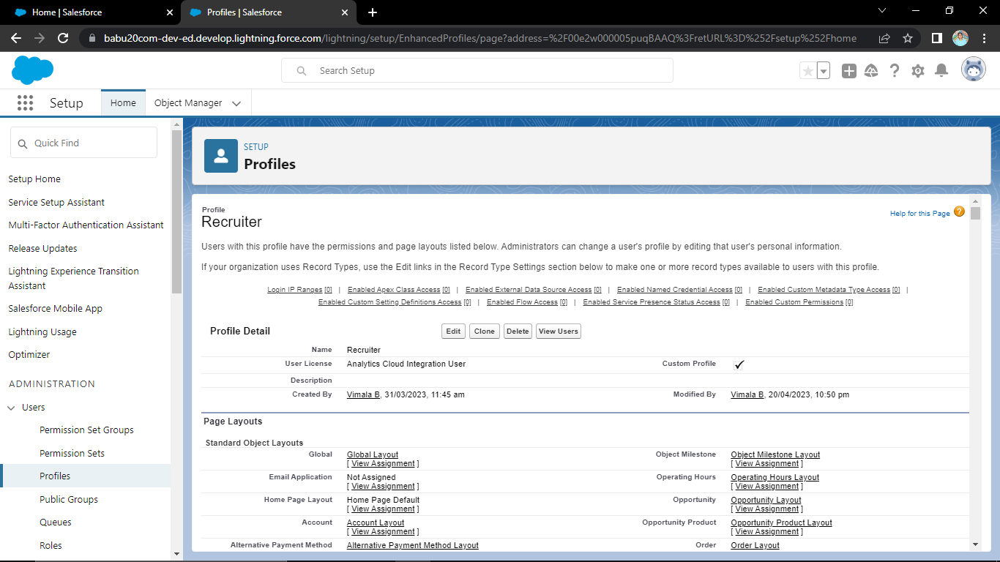 Home | Salesforce
Profiles | Salesforce
babu20com-dev-ed.develop.lightning.force.com/lightning/setup/EnhancedProfiles/page?address=%2F00e2w000005puqBAAQ%3FretURL%3D%252Fsetup%252Fhome
Search Setup
Setup
Home
Object Manager
Quick Find
Setup Home
Service Setup Assistant
Multi-Factor Authentication Assistant
Release Updates
Lightning Experience Transition
Assistant
Salesforce Mobile App
Lightning Usage
Optimizer
ADMINISTRATION
Users
Permission Set Groups
Permission Sets
Profiles
Public Groups
Queues
Roles
SETUP
Profiles
Profile
Recruiter
Help for this Page ?
Users with this profile have the permissions and page layouts listed below. Administrators can change a user's profile by editing that user's personal information.
If your organization uses Record Types, use the Edit links in the Record Type Settings section below to make one or more record types available to users with this profile.
Login IP Ranges [0] | Enabled Apex Class Access [0] | Enabled External Data Source Access [0] | Enabled Named Credential Access [0] | Enabled Custom Metadata Type Access [0] |
Enabled Custom Setting Definitions Access [0] | Enabled Flow Access [0] | Enabled Service Presence Status Access [0] | Enabled Custom Permissions [0]
Profile Detail Edit Clone Delete View Users
Name Recruiter
User License Analytics Cloud Integration User Custom Profile ✓
Description
Created By Vimala B, 31/03/2023, 11:45 am Modified By Vimala B, 20/04/2023, 10:50 pm
Page Layouts
Standard Object Layouts
Global Global Layout Object Milestone Object Milestone Layout
[ View Assignment ] [ View Assignment ]
Email Application Not Assigned Operating Hours Operating Hours Layout
[ View Assignment ] [ View Assignment ]
Home Page Layout Home Page Default Opportunity Opportunity Layout
[ View Assignment ] [ View Assignment ]
Account Account Layout Opportunity Product Opportunity Product Layout
[ View Assignment ] [ View Assignment ]
Alternative Payment Method Alternative Payment Method Layout Order Order Layout